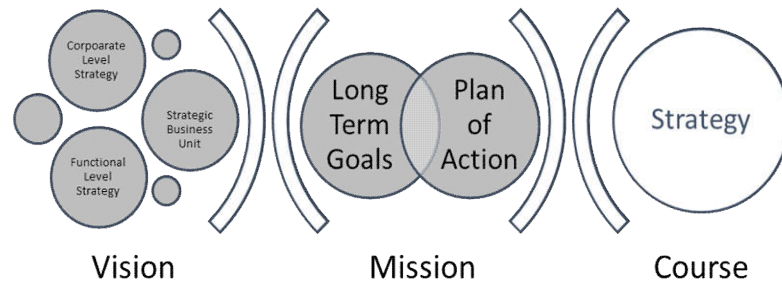 Corpoarate
Level
Strategy
Strategic
Business
Unit
Functional
Level
Strategy
Long
Term
Goals
Plan
of
Action
Strategy
Vision
Mission
Course